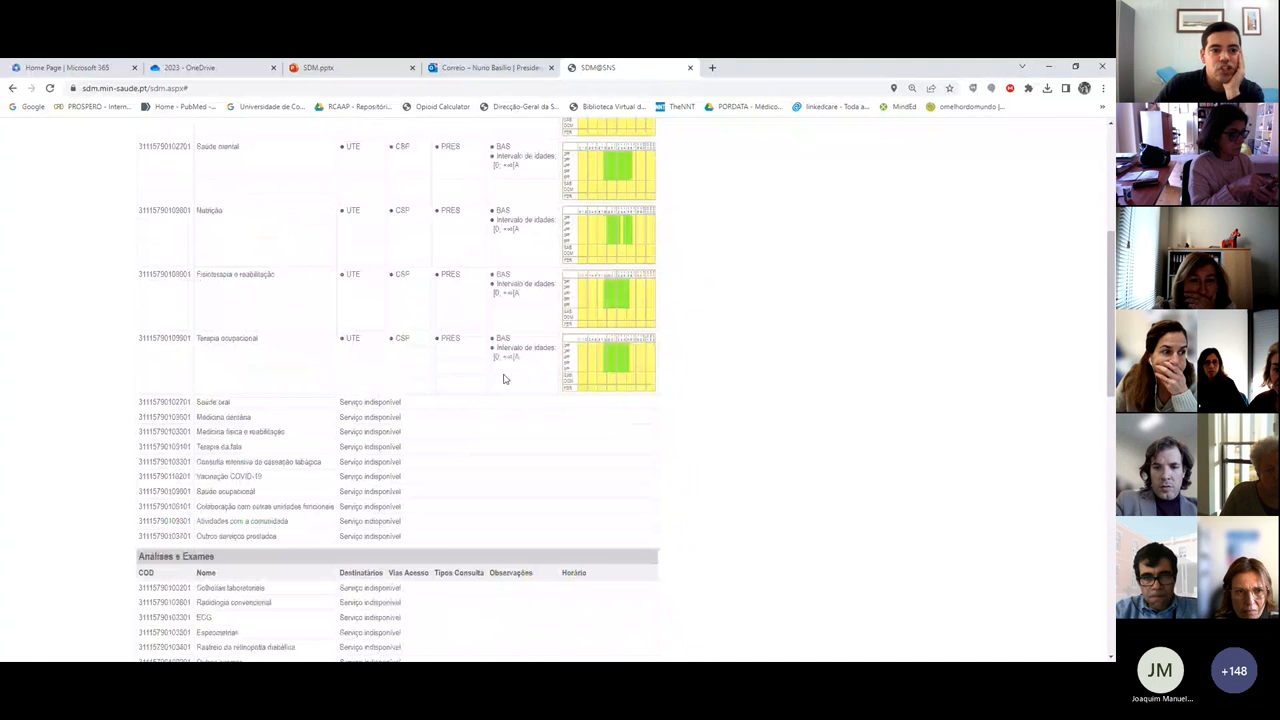 Home Page | Microsoft 365
2023 - OneDrive
SDM.pptx
Correio – Nuno Basílio | Presiden
SDM@SNS
sdm.min-saude.pt/sdm.aspx#
Google
PROSPERO - Intern...
Home - PubMed -...
Universidade de Co...
RCAAP - Repositóri...
Opioid Calculator
Direcção-Geral da S...
Biblioteca Virtual d...
TheNNT
PORDATA - Médico...
linkedcare - Toda a...
MindEd
omelhordomundo_|...
31115790102701 Saúde mental • UTE • CSP • PRES • BAS
• Intervalo de idades:
[0; +∞[A
Nutrição • UTE • CSP • PRES • BAS
• Intervalo de idades:
[0; +∞[A
Fisioterapia e reabilitação • UTE • CSP • PRES • BAS
• Intervalo de idades:
[0; +∞[A
Terapia ocupacional • UTE • CSP • PRES • BAS
• Intervalo de idades:
[0; +∞[A
Saúde oral Serviço indisponível
Medicina dentária Serviço indisponível
Medicina física e reabilitação Serviço indisponível
Terapia da fala Serviço indisponível
Consulta intensiva de cessação tabágica Serviço indisponível
Vacinação COVID-19 Serviço indisponível
Saúde ocupacional Serviço indisponível
Colaboração com outras unidades funcionais Serviço indisponível
Atividades com a comunidade Serviço indisponível
Outros serviços prestados Serviço indisponível
Análises e Exames
COD Nome Destinatários Vias Acesso Tipos Consulta Observações Horário
Colheitas laboratoriais Serviço indisponível
Radiologia convencional Serviço indisponível
ECG Serviço indisponível
Espirometrias Serviço indisponível
Rastreio da retinopatia diabética Serviço indisponível
JM
+148
Joaquim Manuel...